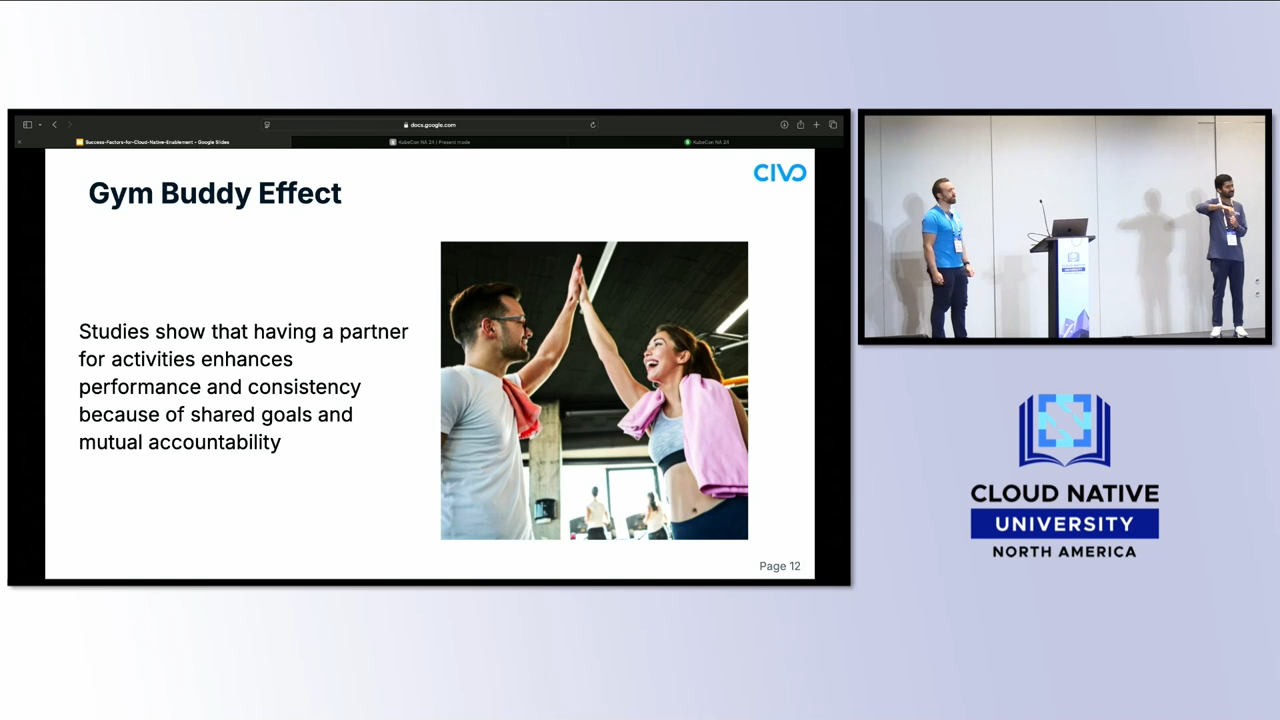 docs.google.com
Success-Factors-for-Cloud-Native-Enablement - Google Slides
KubeCon NA 24 | Present mode
KubeCon NA 24
CIVO
Gym Buddy Effect
Studies show that having a partner
for activities enhances
performance and consistency
because of shared goals and
mutual accountability
Page 12
CLOUD NATIVE
UNIVERSITY
NORTH AMERICA